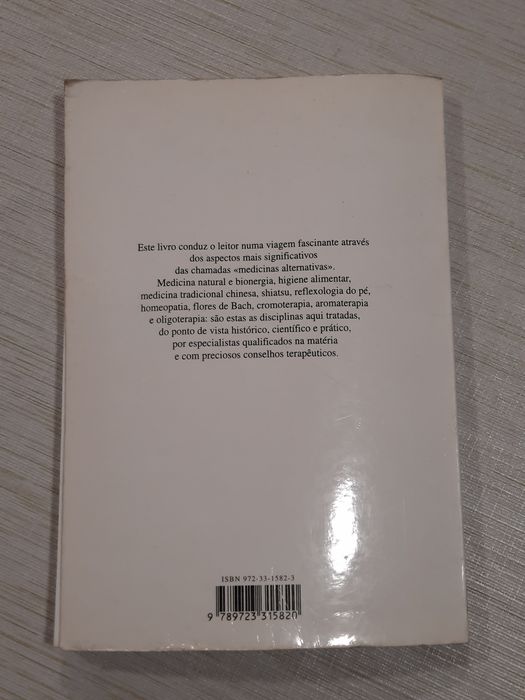 Este livro conduz o leitor numa viagem fascinante através
dos aspectos mais significativos
das chamadas «medicinas alternativas».
Medicina natural e bionergia, higiene alimentar,
medicina tradicional chinesa, shiatsu, reflexologia do pé,
homeopatia, flores de Bach, cromoterapia, aromaterapia
e oligoterapia: são estas as disciplinas aqui tratadas,
do ponto de vista histórico, científico e prático,
por especialistas qualificados na matéria
e com preciosos conselhos terapêuticos.
ISBN 972-33-1582-3
9 789723 315820